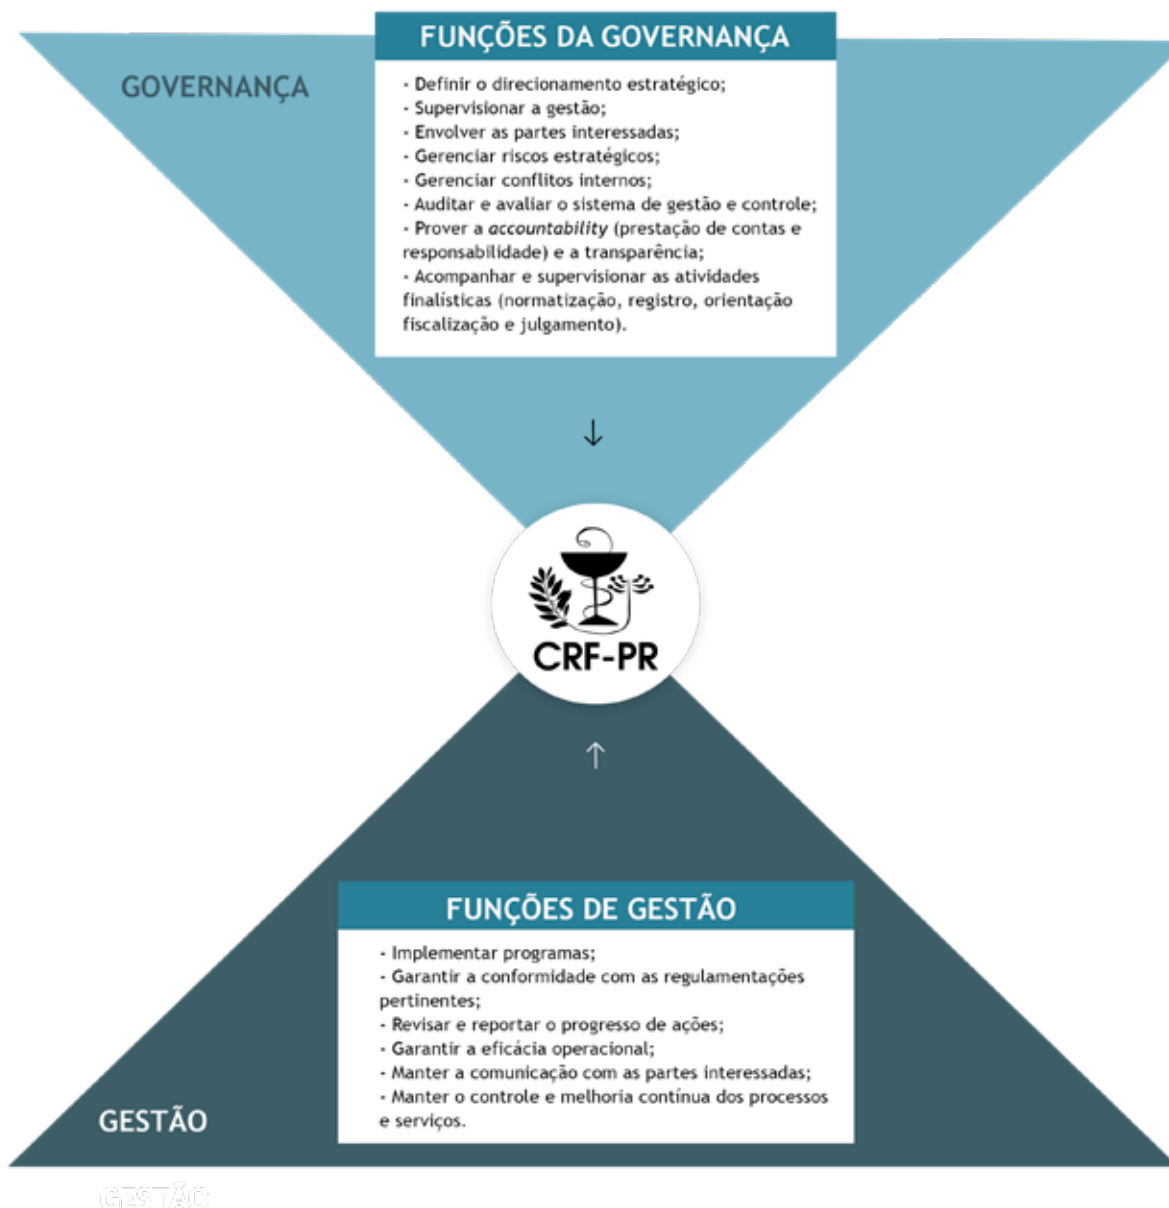 FUNÇÕES DA GOVERNANÇA
GOVERNANÇA
- Definir o direcionamento estratégico;
- Supervisionar a gestão;
- Envolver as partes interessadas;
- Gerenciar riscos estratégicos;
- Gerenciar conflitos internos;
- Auditar e avaliar o sistema de gestão e controle;
- Prover a accountability (prestação de contas e
responsabilidade) e a transparência;
- Acompanhar e supervisionar as atividades
finalísticas (normatização, registro, orientação
fiscalização e julgamento).
↓
CRF-PR
↑
FUNÇÕES DE GESTÃO
- Implementar programas;
- Garantir a conformidade com as regulamentações
pertinentes;
- Revisar e reportar o progresso de ações;
- Garantir a eficácia operacional;
- Manter a comunicação com as partes interessadas;
- Manter o controle e melhoria contínua dos processos
e serviços.
GESTÃO
GESTÃO